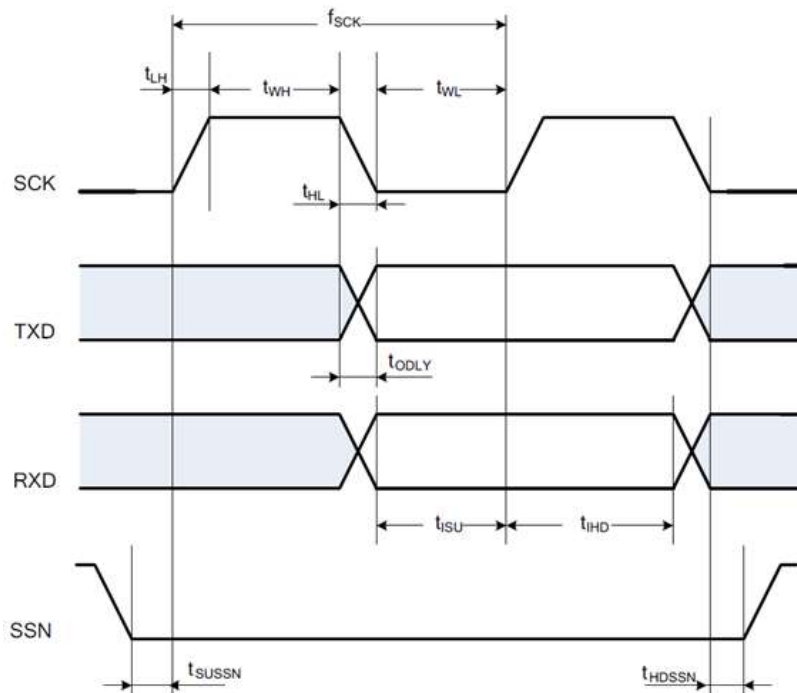 fSCK
tLH
tWH
tWL
SCK
tHL
TXD
tODLY
RXD
tISU
tIHD
SSN
tSUSSN
tHDSSN